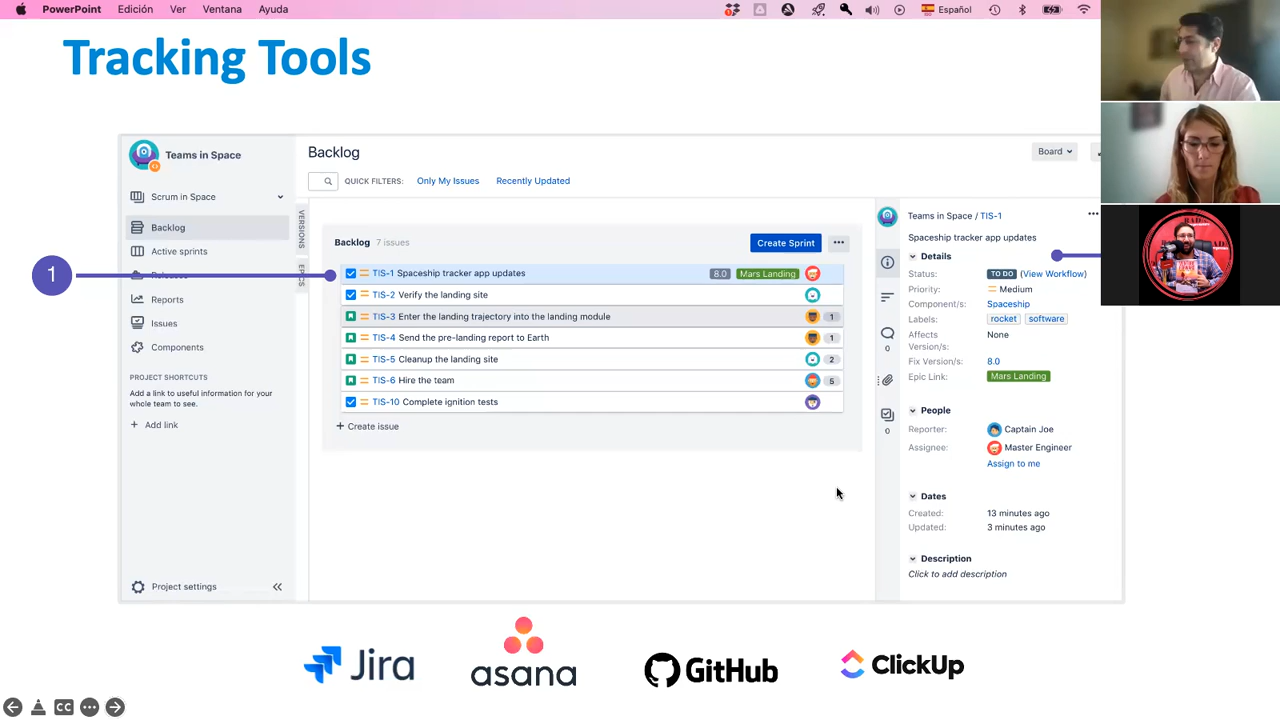 PowerPoint Edición Ver Ventana Ayuda Español
Tracking Tools
Teams in Space
Scrum in Space
Backlog
Active sprints
Releases
Reports
Issues
Components
PROJECT SHORTCUTS
Add a link to useful information for your
whole team to see.
+ Add link
Project settings
1
Backlog
Board
QUICK FILTERS: Only My Issues Recently Updated
VERSIONS
EPICS
Backlog 7 issues Create Sprint
TIS-1 Spaceship tracker app updates 8.0 Mars Landing
TIS-2 Verify the landing site
TIS-3 Enter the landing trajectory into the landing module 1
TIS-4 Send the pre-landing report to Earth 1
TIS-5 Cleanup the landing site 2
TIS-6 Hire the team 5
TIS-10 Complete ignition tests
+ Create issue
0
0
Teams in Space / TIS-1
Spaceship tracker app updates
Details
Status: TO DO (View Workflow)
Priority: Medium
Component/s: Spaceship
Labels: rocket software
Affects None
Version/s:
Fix Version/s: 8.0
Epic Link: Mars Landing
People
Reporter: Captain Joe
Assignee: Master Engineer
Assign to me
Dates
Created: 13 minutes ago
Updated: 3 minutes ago
Description
Click to add description
Jira
asana
GitHub
ClickUp
CC